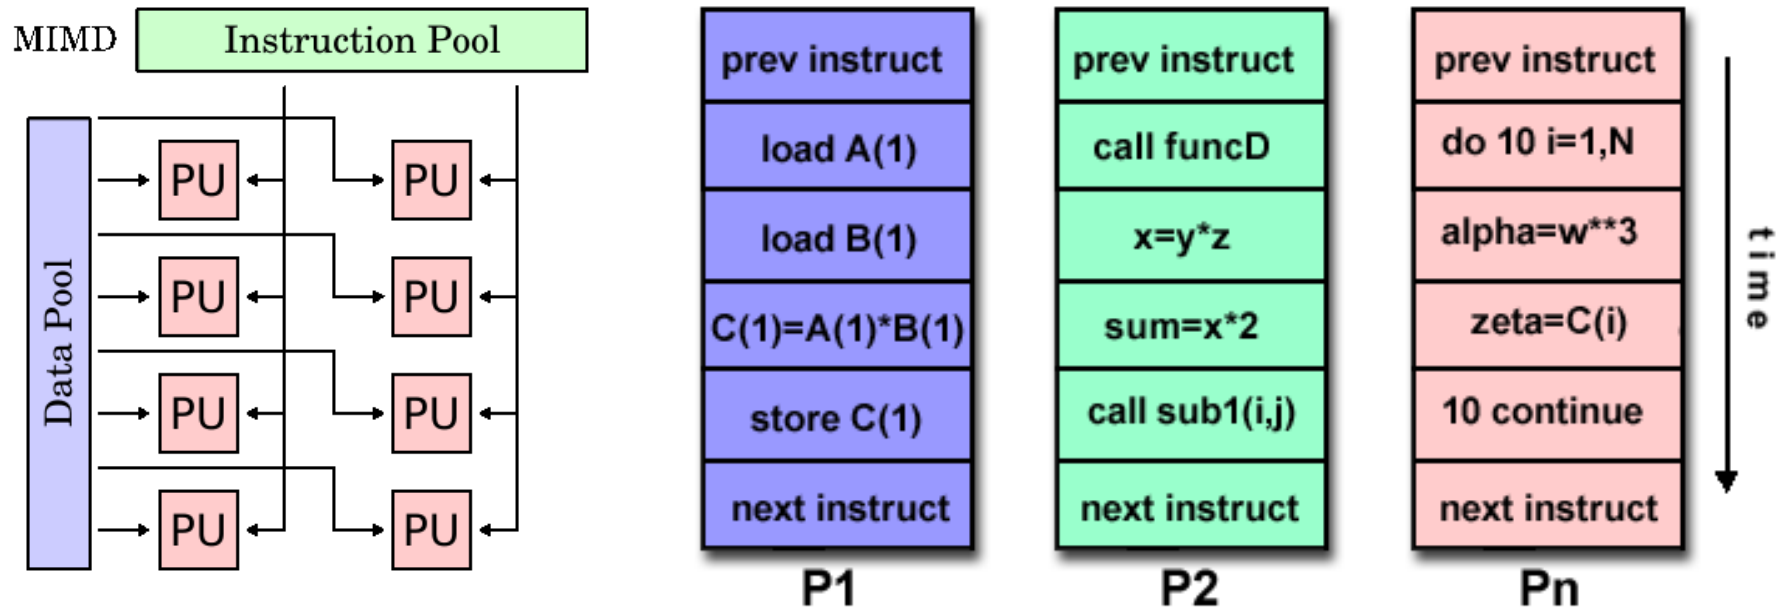 MIMD
Instruction Pool
Data Pool
PU
PU
PU
PU
PU
PU
PU
PU
prev instruct
load A(1)
load B(1)
C(1)=A(1)*B(1)
store C(1)
next instruct
P1
prev instruct
call funcD
x=y*z
sum=x*2
call sub1(i,j)
next instruct
P2
prev instruct
do 10 i=1,N
alpha=w**3
zeta=C(i)
10 continue
next instruct
Pn
time